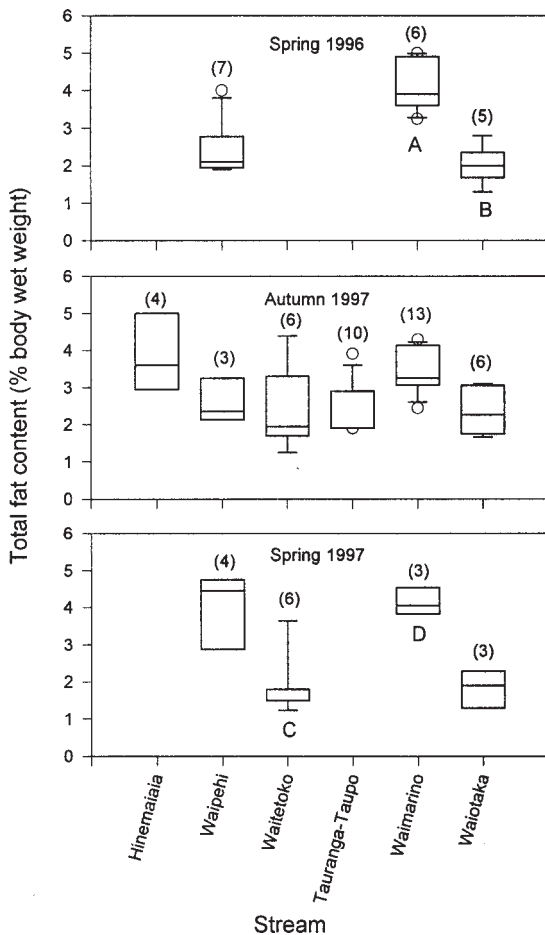 Total fat content (% body wet weight)
6
5
4
3
2
1
0
Spring 1996
(7)
(6)
(5)
A
B
6
5
4
3
2
1
0
Autumn 1997
(4)
(3)
(6)
(10)
(13)
(6)
6
5
4
3
2
1
0
Spring 1997
(4)
(6)
(3)
(3)
C
D
Hinemaiaia
Waipehi
Waitetoko
Tauranga-Taupo
Waimarino
Waiotaka
Stream